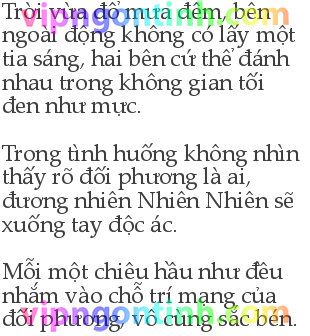 Trời vừa đổ mưa đêm, bên
vipngontinh.com
ngoài động không có lấy một
tia sáng, hai bên cứ thế đánh
nhau trong không gian tối
đen như mực.
Trong tình huống không nhìn
thấy rõ đối phương là ai,
đương nhiên Nhiên Nhiên sẽ
xuống tay độc ác.
Mỗi một chiêu hầu như đều
nhắm vào chỗ trí mạng của
vipngontinh.com
đối phương, vô cùng sắc bén.